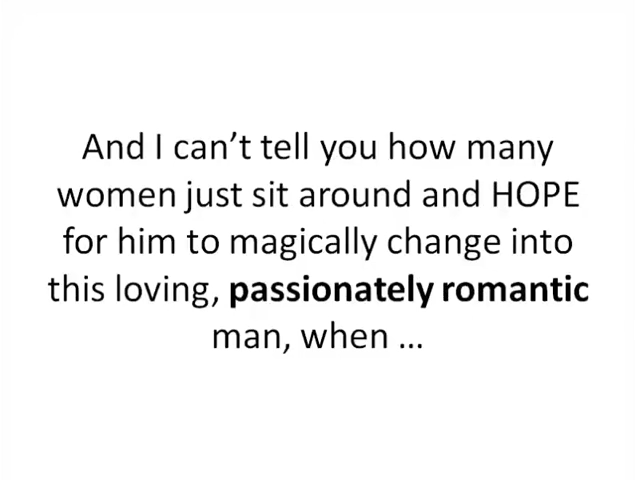 And I can’t tell you how many
women just sit around and HOPE
for him to magically change into
this loving, passionately romantic
man, when ...